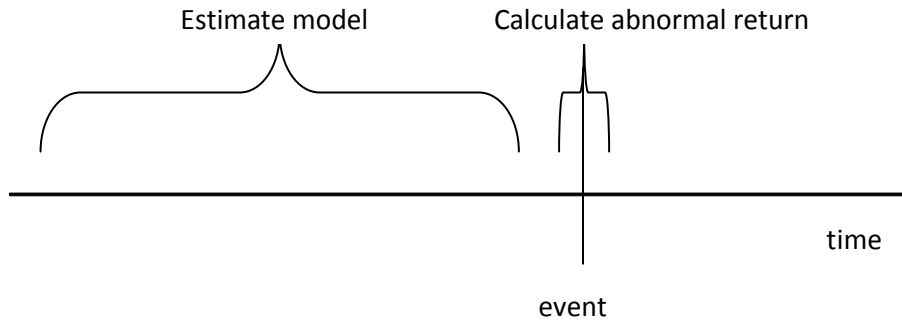 Estimate model
Calculate abnormal return
time
event